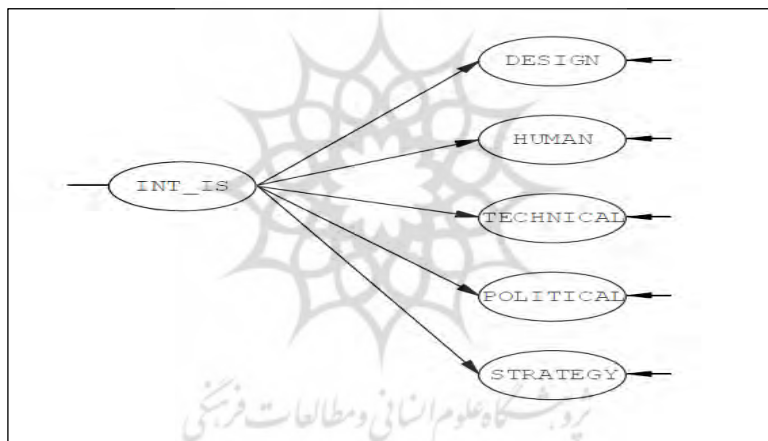 DESIGN
HUMAN
INT_IS
TECHNICAL
POLITICAL
STRATEGY
پژوهشگاه علوم انسانی و مطالعات فرهنگی